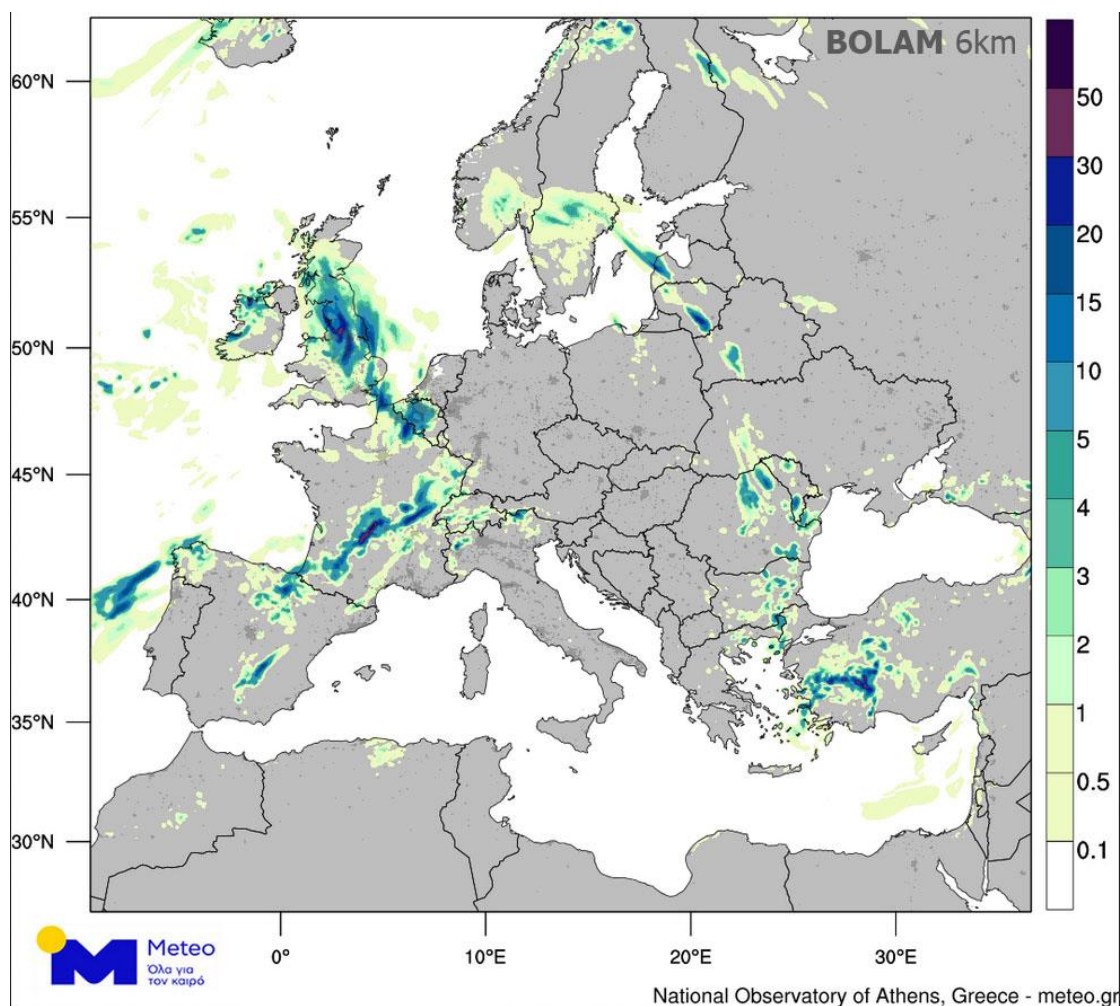 BOLAM 6km
60°N
55°N
50°N
45°N
40°N
35°N
30°N
0°
10°E
20°E
30°E
50
30
20
15
10
5
4
3
2
1
0.5
0.1
Meteo
Όλα για
τον καιρό
National Observatory of Athens, Greece - meteo.gr